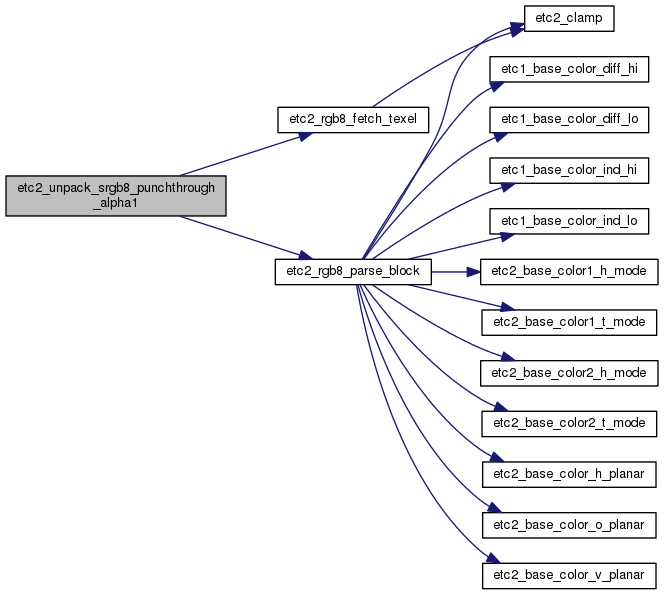 etc2_clamp
etc1_base_color_diff_hi
etc2_rgb8_fetch_texel
etc1_base_color_diff_lo
etc1_base_color_ind_hi
etc2_unpack_srgb8_punchthrough
_alpha1
etc1_base_color_ind_lo
etc2_rgb8_parse_block
etc2_base_color1_h_mode
etc2_base_color1_t_mode
etc2_base_color2_h_mode
etc2_base_color2_t_mode
etc2_base_color_h_planar
etc2_base_color_o_planar
etc2_base_color_v_planar